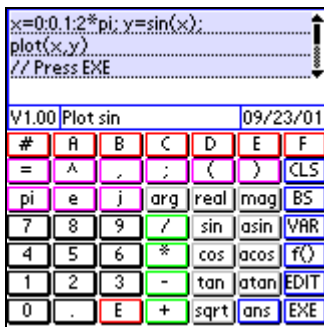 x=0:0.1:2*pi; y=sin(x);
plot(x,y)
// Press EXE
V1.00 Plot sin 09/23/01
# A B C D E F
= ^ , ; ( ) CLS
pi e j arg real mag BS
7 8 9 / sin asin VAR
4 5 6 * cos acos f()
1 2 3 - tan atan EDIT
0 . E + sqrt ans EXE